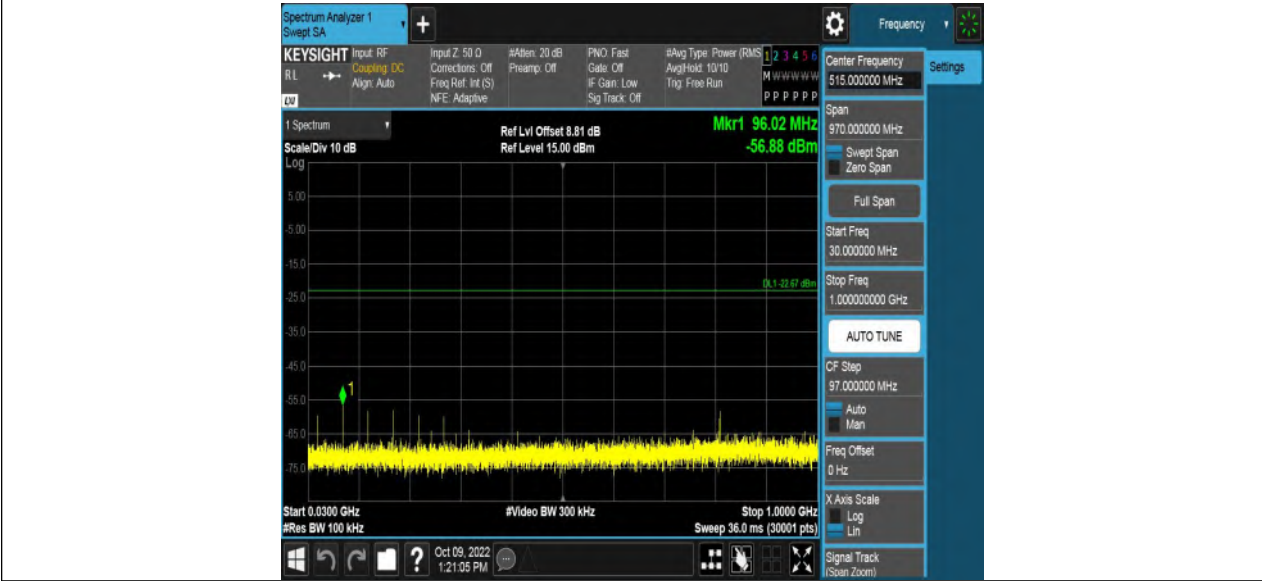 Spectrum Analyzer 1
Swept SA
Frequency
KEYSIGHT
RL
LXI
Input: RF
Coupling: DC
Align: Auto
Input Z: 50 Ω
Corrections: Off
Freq Ref: Int (S)
NFE: Adaptive
#Atten: 20 dB
Preamp: Off
PNO: Fast
Gate: Off
IF Gain: Low
Sig Track: Off
#Avg Type: Power (RMS
Avg|Hold: 10/10
Trig: Free Run
1 2 3 4 5 6
M W W W W W
P P P P P P
Center Frequency
515.000000 MHz
Settings
Span
970.000000 MHz
Swept Span
Zero Span
Full Span
Start Freq
30.000000 MHz
Stop Freq
1.000000000 GHz
AUTO TUNE
CF Step
97.000000 MHz
Auto
Man
Freq Offset
0 Hz
X Axis Scale
Log
Lin
Signal Track
(Span Zoom)
1 Spectrum
Scale/Div 10 dB
Log
Ref Lvl Offset 8.81 dB
Ref Level 15.00 dBm
Mkr1 96.02 MHz
-56.88 dBm
5.00
-5.00
-15.0
DL1 -22.67 dBm
-25.0
-35.0
-45.0
1
-55.0
-65.0
-75.0
Start 0.0300 GHz
#Video BW 300 kHz
Stop 1.0000 GHz
#Res BW 100 kHz
Sweep 36.0 ms (30001 pts)
?
Oct 09, 2022
1:21:05 PM